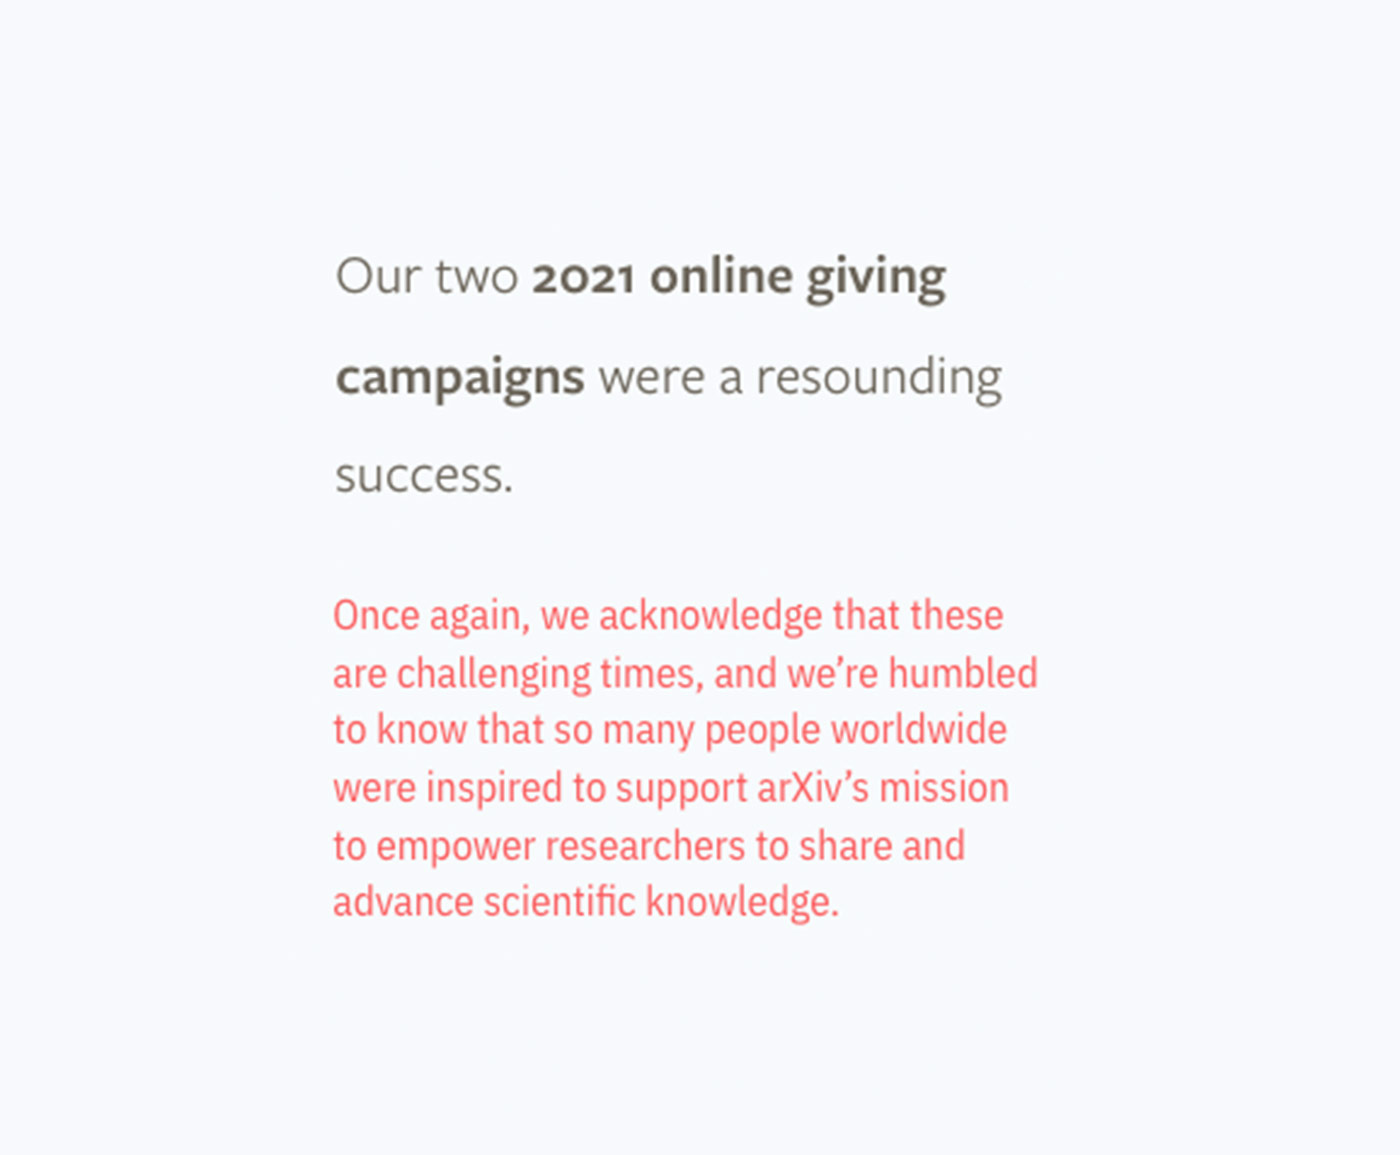 Our two 2021 online giving
campaigns were a resounding
success.
Once again, we acknowledge that these
are challenging times, and we’re humbled
to know that so many people worldwide
were inspired to support arXiv’s mission
to empower researchers to share and
advance scientific knowledge.